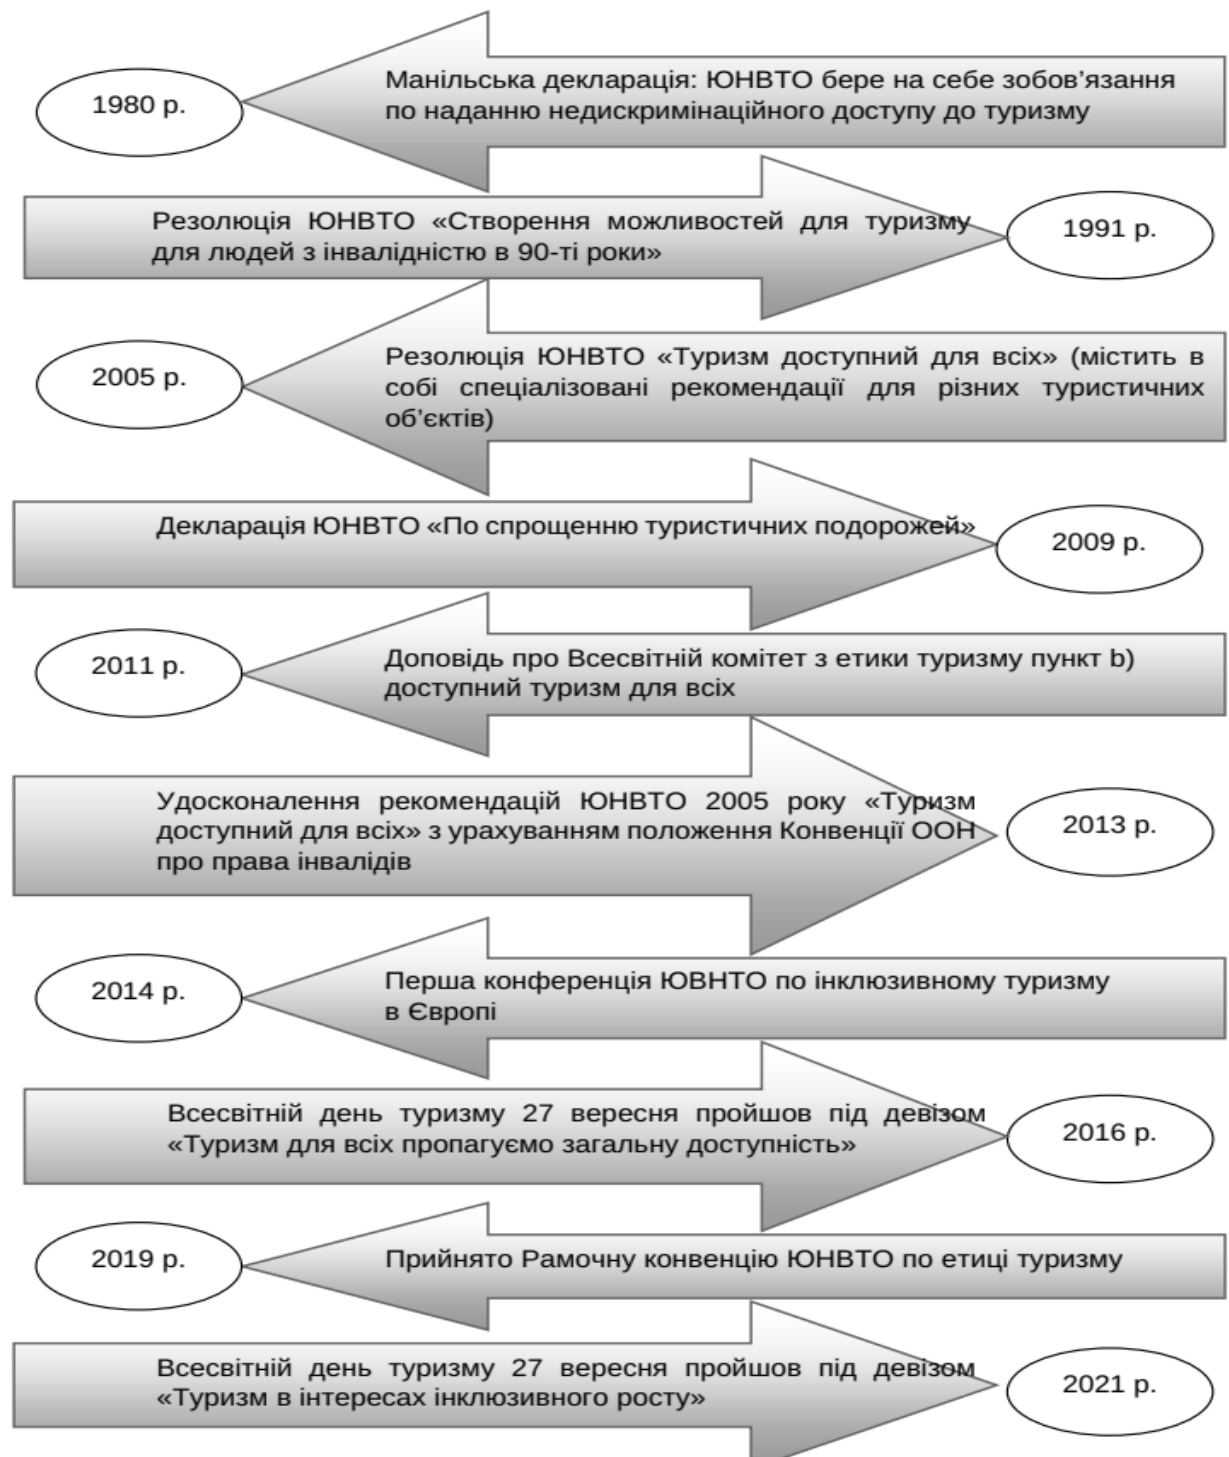 1980 р.
Манільська декларація: ЮНВТО бере на себе зобов’язання
по наданню недискримінаційного доступу до туризму
Резолюція ЮНВТО «Створення можливостей для туризму
для людей з інвалідністю в 90-ті роки»
1991 р.
2005 р.
Резолюція ЮНВТО «Туризм доступний для всіх» (містить в
собі спеціалізовані рекомендації для різних туристичних
об’єктів)
Декларація ЮНВТО «По спрощенню туристичних подорожей»
2009 р.
2011 р.
Доповідь про Всесвітній комітет з етики туризму пункт b)
доступний туризм для всіх
Удосконалення рекомендацій ЮНВТО 2005 року «Туризм
доступний для всіх» з урахуванням положення Конвенції ООН
про права інвалідів
2013 р.
2014 р.
Перша конференція ЮВНТО по інклюзивному туризму
в Європі
Всесвітній день туризму 27 вересня пройшов під девізом
«Туризм для всіх пропагуємо загальну доступність»
2016 р.
2019 р.
Прийнято Рамочну конвенцію ЮНВТО по етиці туризму
Всесвітній день туризму 27 вересня пройшов під девізом
«Туризм в інтересах інклюзивного росту»
2021 р.